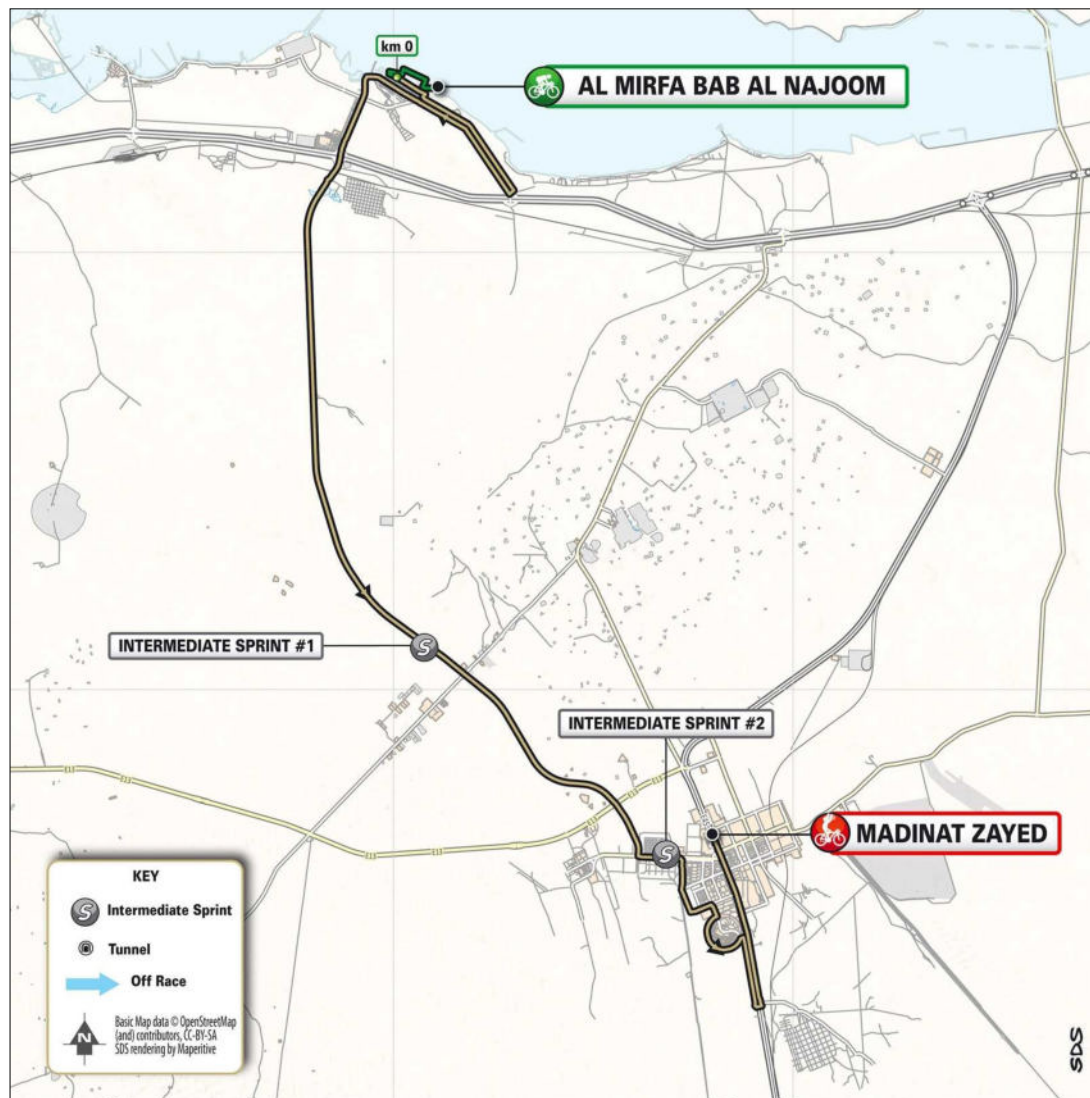 km 0
AL MIRFA BAB AL NAJOOM
INTERMEDIATE SPRINT #1
S
INTERMEDIATE SPRINT #2
S
MADINAT ZAYED
KEY
S Intermediate Sprint
Tunnel
Off Race
N
Basic Map data © OpenStreetMap
(and) contributors, CC-BY-SA
SDS rendering by Maperitive
SDS